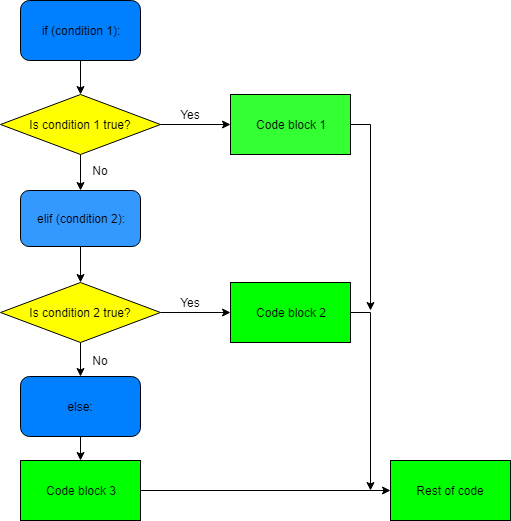 if (condition 1):
Is condition 1 true?
Yes
Code block 1
No
elif (condition 2):
Is condition 2 true?
Yes
Code block 2
No
else:
Code block 3
Rest of code